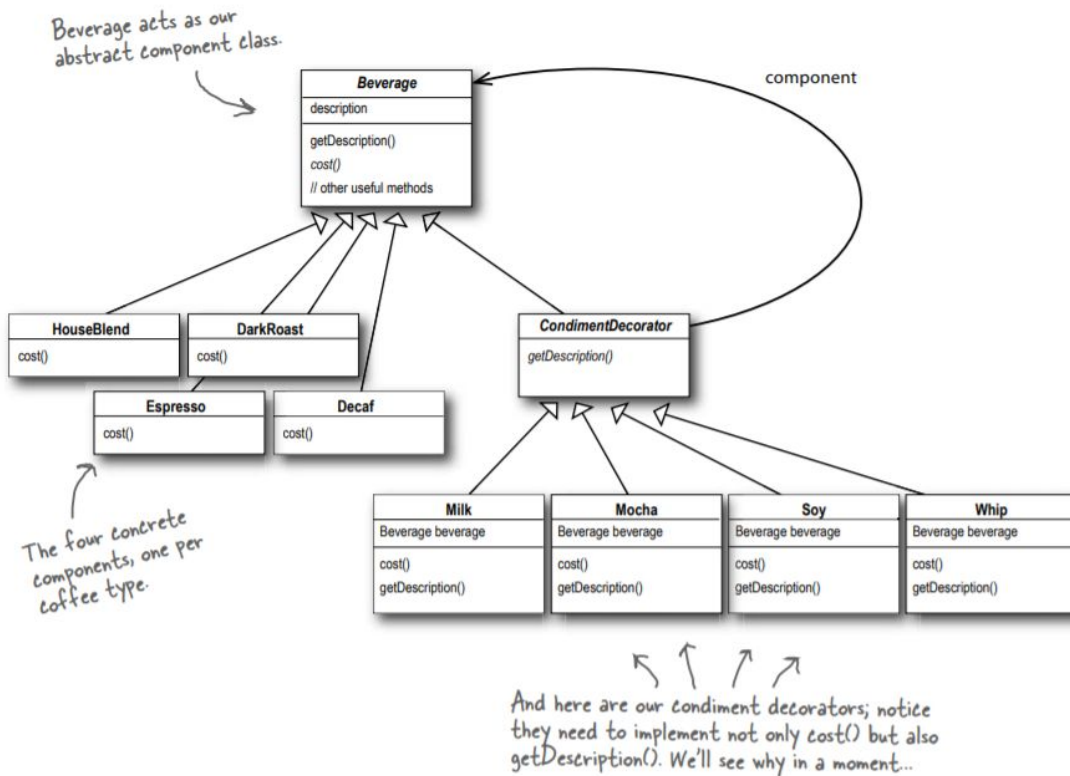 Beverage acts as our
abstract component class.
component
Beverage
description
getDescription()
cost()
// other useful methods
HouseBlend
cost()
DarkRoast
cost()
CondimentDecorator
getDescription()
Espresso
cost()
Decaf
cost()
The four concrete
components, one per
coffee type.
Milk
Beverage beverage
cost()
getDescription()
Mocha
Beverage beverage
cost()
getDescription()
Soy
Beverage beverage
cost()
getDescription()
Whip
Beverage beverage
cost()
getDescription()
And here are our condiment decorators; notice
they need to implement not only cost() but also
getDescription(). We'll see why in a moment...